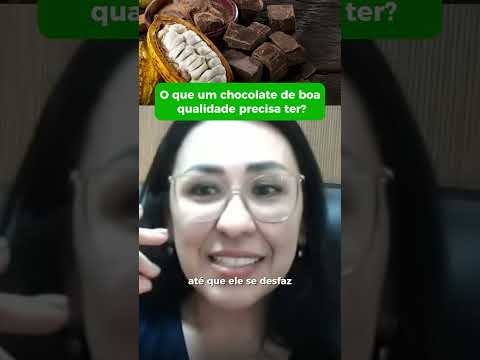 O que um chocolate de boa
qualidade precisa ter?
até que ele se desfaz